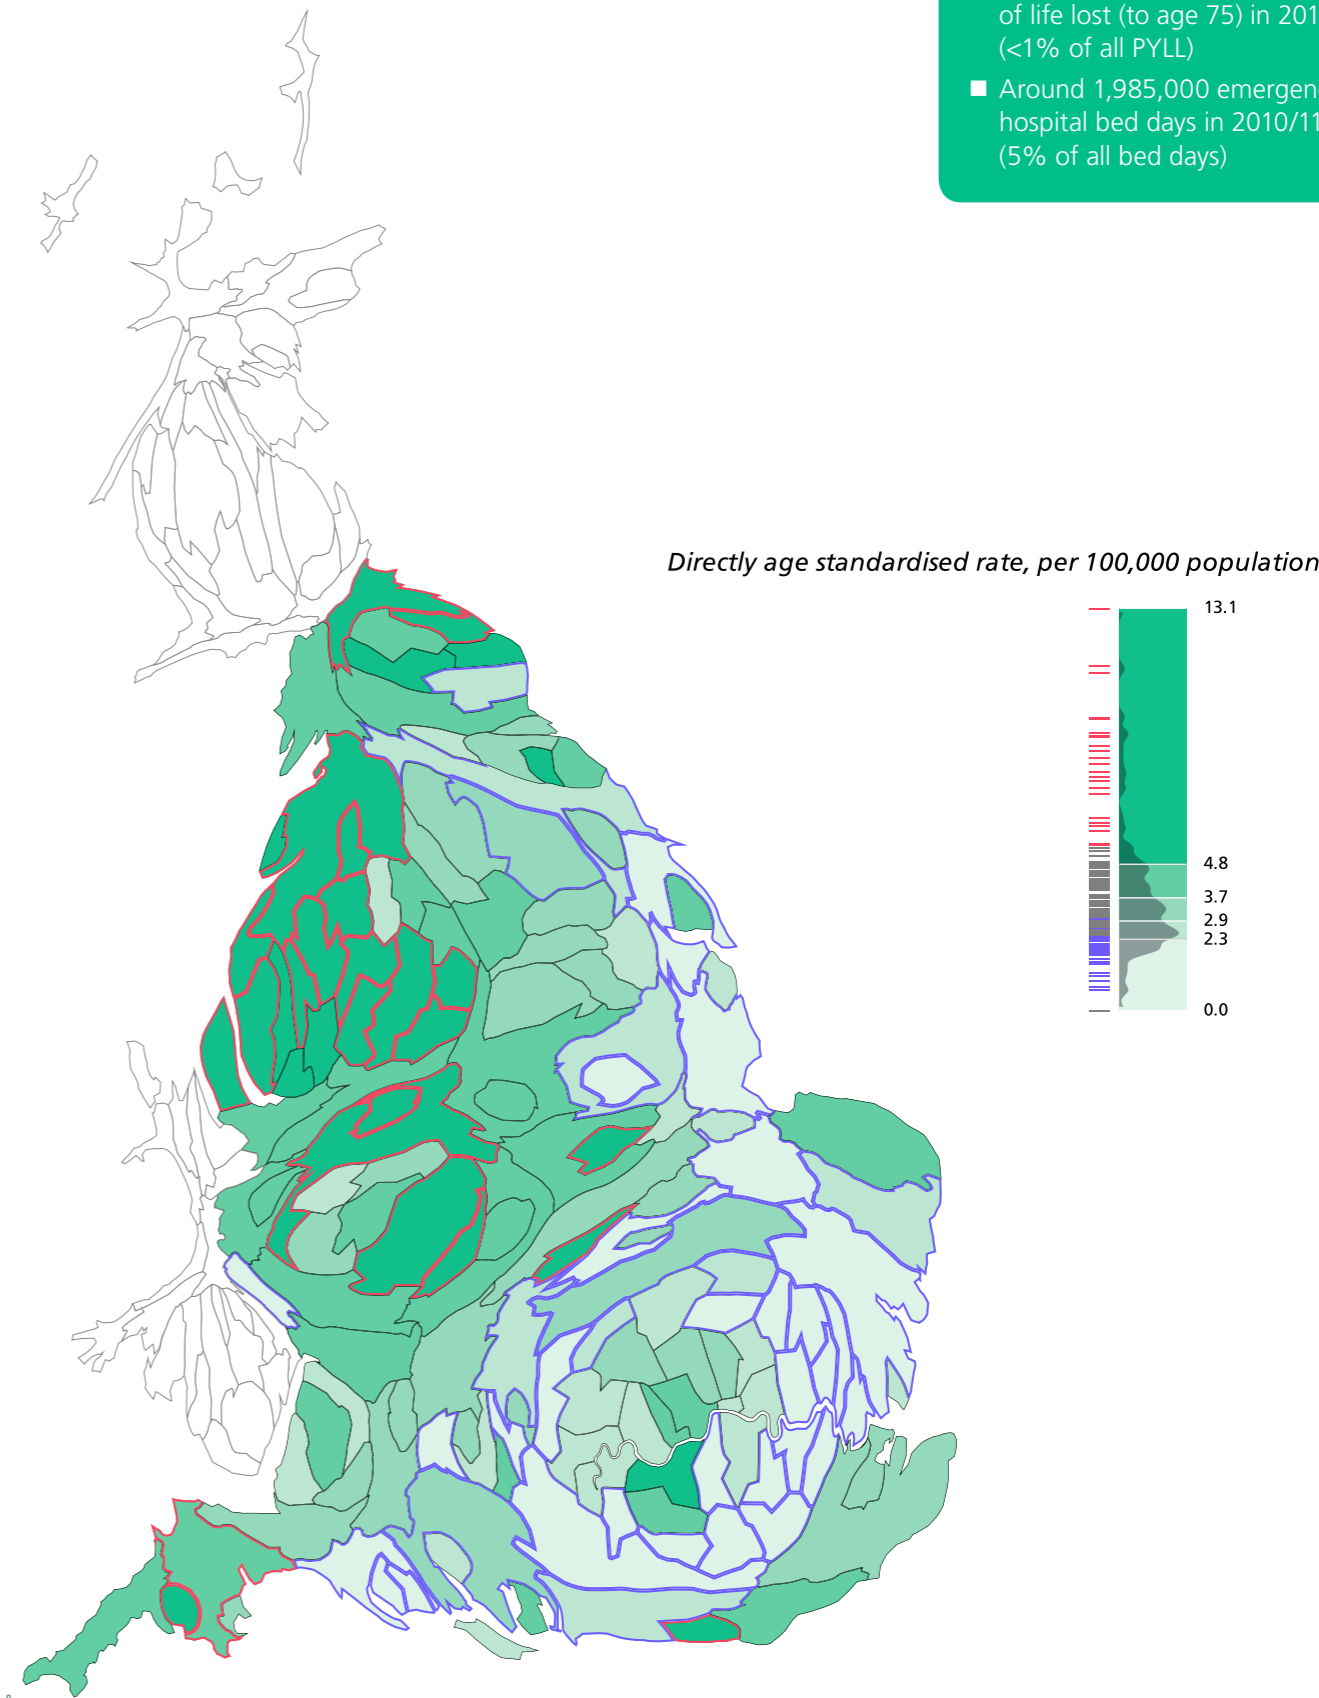 of life lost (to age 75) in 201
(<1% of all PYLL)
■ Around 1,985,000 emergen
hospital bed days in 2010/11
(5% of all bed days)
Directly age standardised rate, per 100,000 population
13.1
4.8
3.7
2.9
2.3
0.0